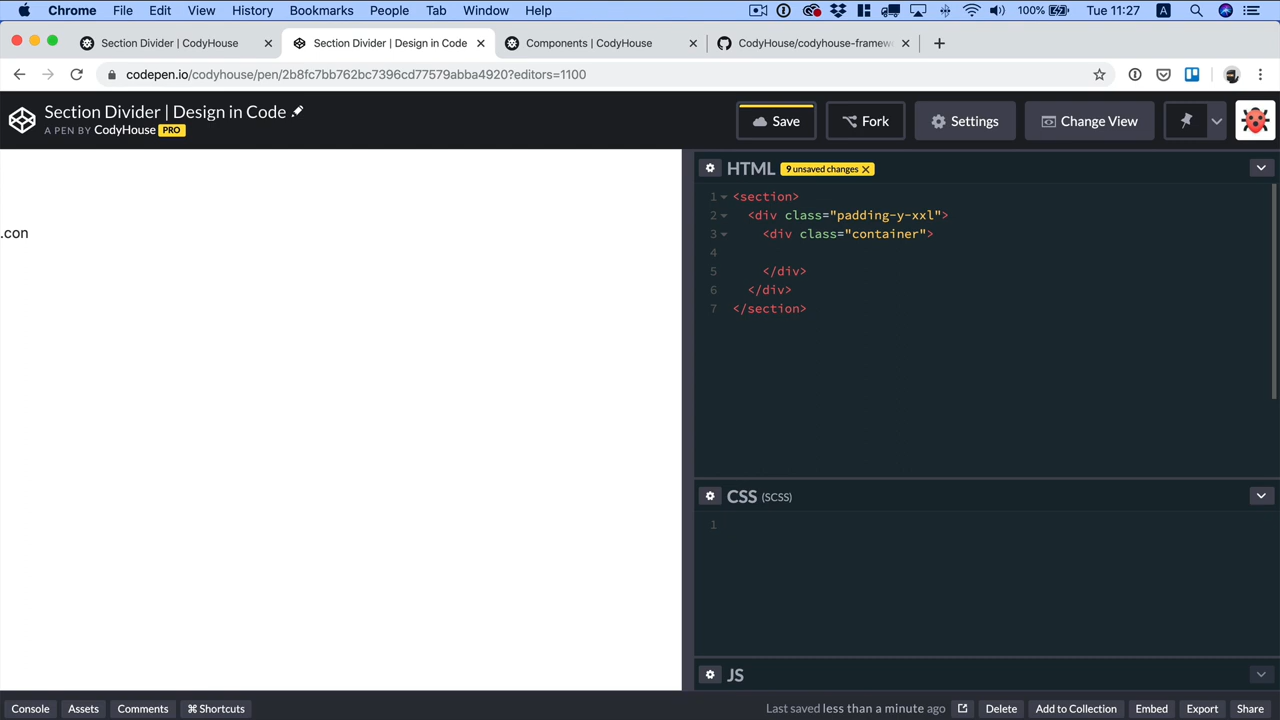 Chrome File Edit View History Bookmarks People Tab Window Help 100% Tue 11:27 A
Section Divider | CodyHouse Section Divider | Design in Code Components | CodyHouse CodyHouse/codyhouse-framew
codepen.io/codyhouse/pen/2b8fc7bb762bc7396cd77579abba4920?editors=1100
Section Divider | Design in Code
A PEN BY CodyHouse PRO
Save Fork Settings Change View
.con
HTML 9 unsaved changes X
1 <section>
2 <div class="padding-y-xxl">
3 <div class="container">
4
5 </div>
6 </div>
7 </section>
CSS (SCSS)
1
JS
Console Assets Comments ⌘ Shortcuts Last saved less than a minute ago Delete Add to Collection Embed Export Share